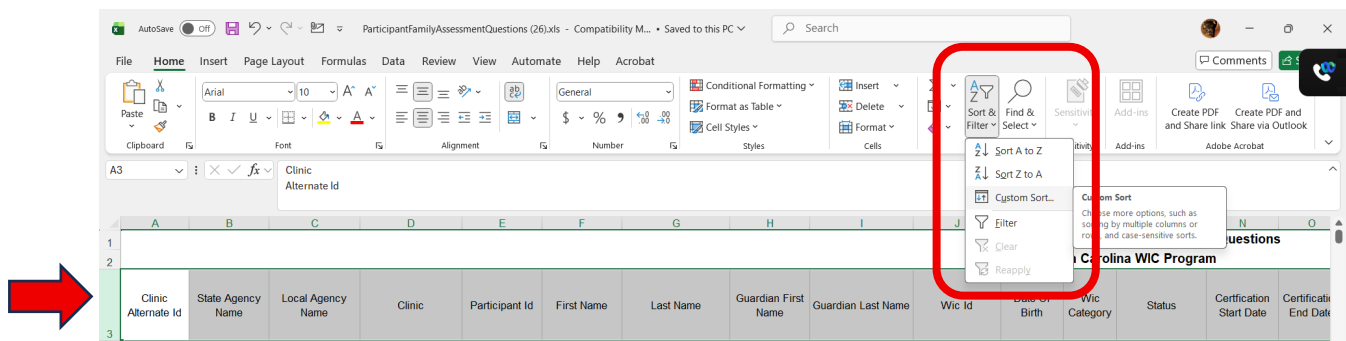 AutoSave Off ParticipantFamilyAssessmentQuestions (26).xls - Compatibility M... • Saved to this PC Search
File Home Insert Page Layout Formulas Data Review View Automate Help Acrobat Comments
Paste
Arial 10 A^ A˅
B I U A
ab
General
$ % 9
Conditional Formatting
Format as Table
Cell Styles
Insert
Delete
Format
Sort & Filter
Find & Select
Sensitivity
Add-ins
Create PDF and Share link
Create PDF and Share via Outlook
Clipboard Font Alignment Number Styles Cells Add-ins Adobe Acrobat
Sort A to Z
Sort Z to A
Custom Sort...
Filter
Clear
Reapply
Custom Sort
Choose more options, such as
sorting by multiple columns or
rows, and case-sensitive sorts.
A3 fx Clinic
Alternate Id
A B C D E F G H I J N O
1
2
Carolina WIC Program
3
Clinic Alternate Id
State Agency Name
Local Agency Name
Clinic
Participant Id
First Name
Last Name
Guardian First Name
Guardian Last Name
Wic Id
Date Of Birth
Wic Category
Status
Certfication Start Date